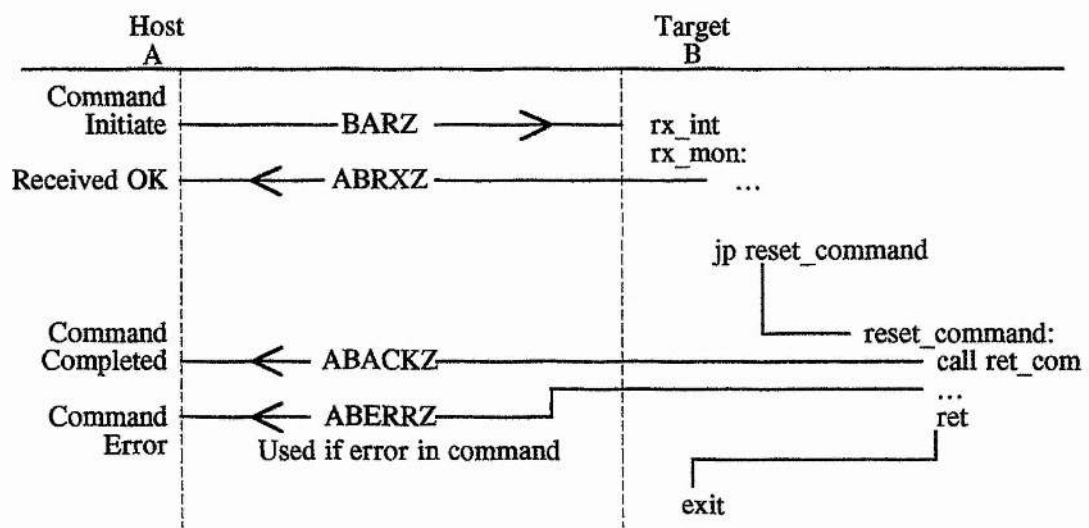 Host
A
Target
B
Command
Initiate
BARZ
rx_int
rx_mon:
Received OK
ABRXZ
...
jp reset_command
Command
Completed
reset_command:
ABACKZ
call ret_com
...
Command
Error
ABERRZ
ret
Used if error in command
exit